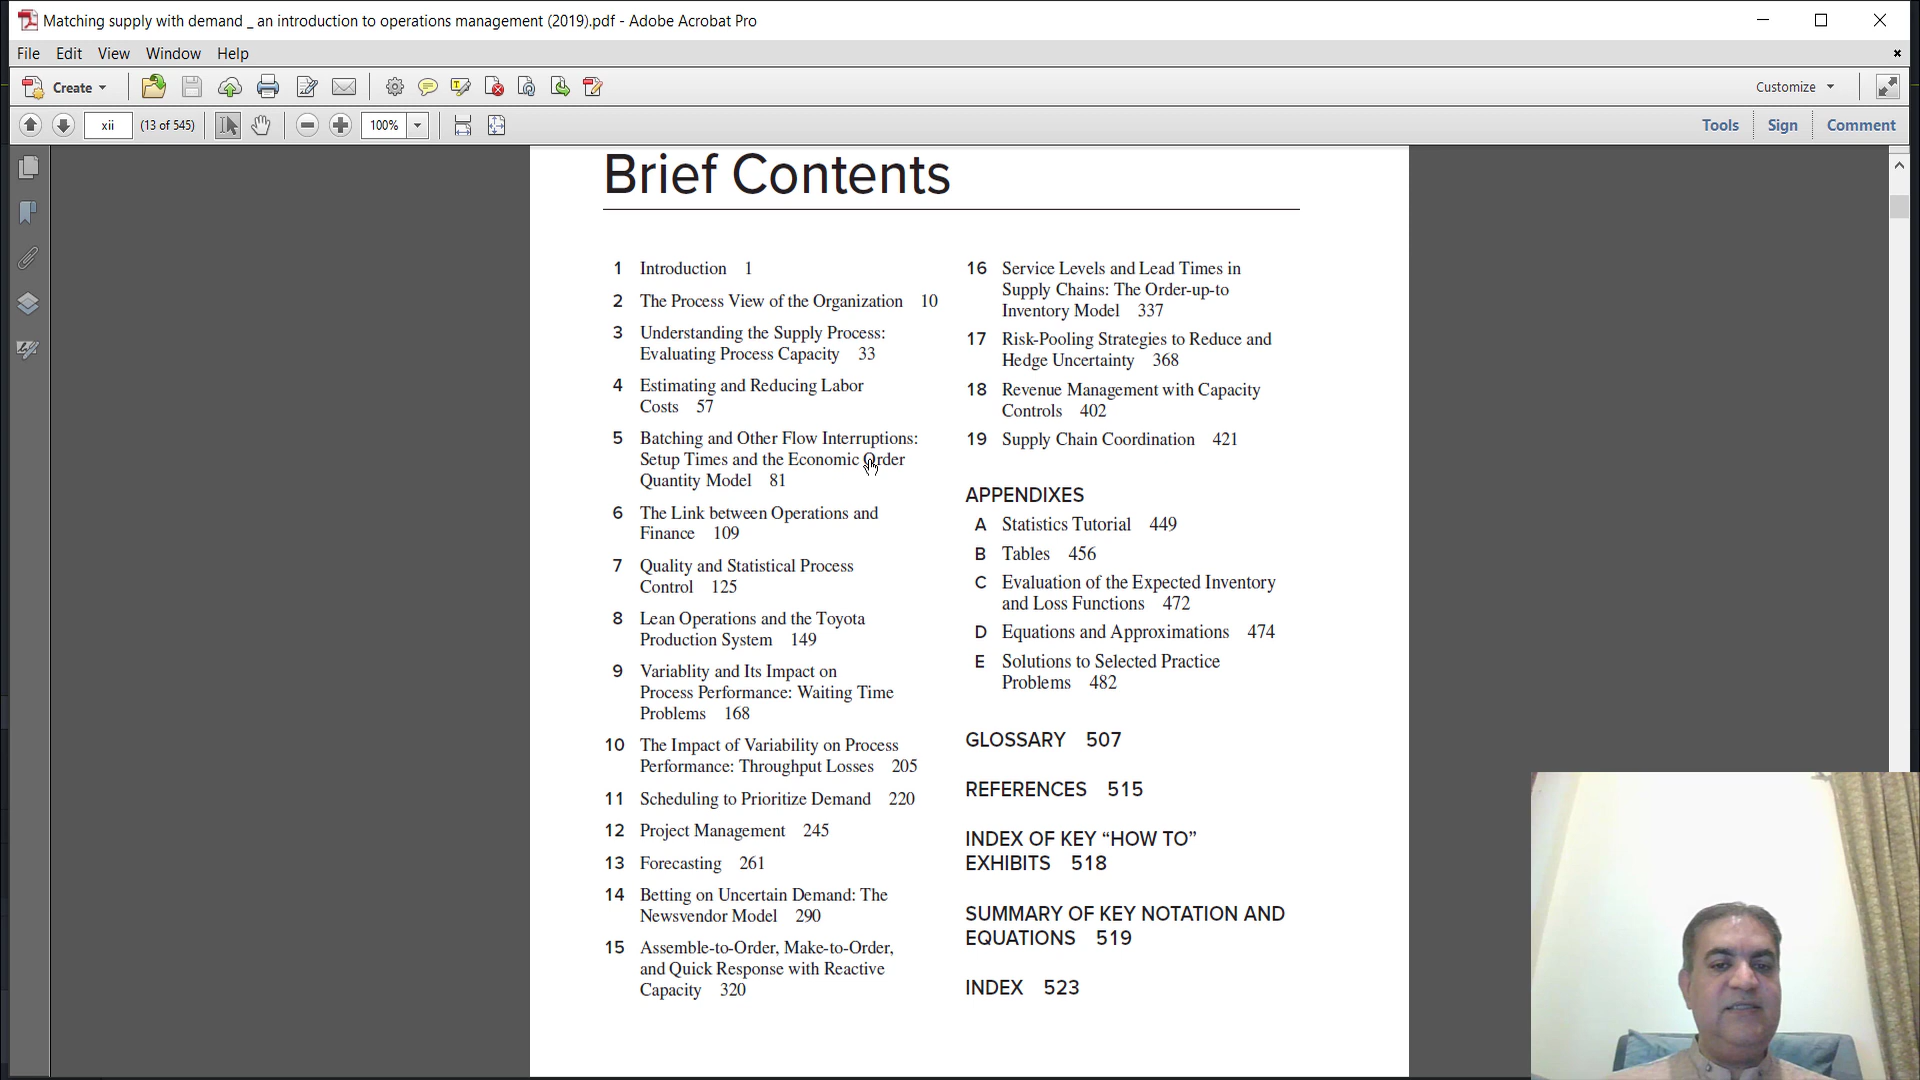 Matching supply with demand _ an introduction to operations management (2019).pdf - Adobe Acrobat Pro
File Edit View Window Help
Create Customize
xii (13 of 545) 100% Tools Sign Comment
Brief Contents
1 Introduction 1
2 The Process View of the Organization 10
3 Understanding the Supply Process:
Evaluating Process Capacity 33
4 Estimating and Reducing Labor
Costs 57
5 Batching and Other Flow Interruptions:
Setup Times and the Economic Order
Quantity Model 81
6 The Link between Operations and
Finance 109
7 Quality and Statistical Process
Control 125
8 Lean Operations and the Toyota
Production System 149
9 Variablity and Its Impact on
Process Performance: Waiting Time
Problems 168
10 The Impact of Variability on Process
Performance: Throughput Losses 205
11 Scheduling to Prioritize Demand 220
12 Project Management 245
13 Forecasting 261
14 Betting on Uncertain Demand: The
Newsvendor Model 290
15 Assemble-to-Order, Make-to-Order,
and Quick Response with Reactive
Capacity 320
16 Service Levels and Lead Times in
Supply Chains: The Order-up-to
Inventory Model 337
17 Risk-Pooling Strategies to Reduce and
Hedge Uncertainty 368
18 Revenue Management with Capacity
Controls 402
19 Supply Chain Coordination 421
APPENDIXES
A Statistics Tutorial 449
B Tables 456
C Evaluation of the Expected Inventory
and Loss Functions 472
D Equations and Approximations 474
E Solutions to Selected Practice
Problems 482
GLOSSARY 507
REFERENCES 515
INDEX OF KEY “HOW TO”
EXHIBITS 518
SUMMARY OF KEY NOTATION AND
EQUATIONS 519
INDEX 523